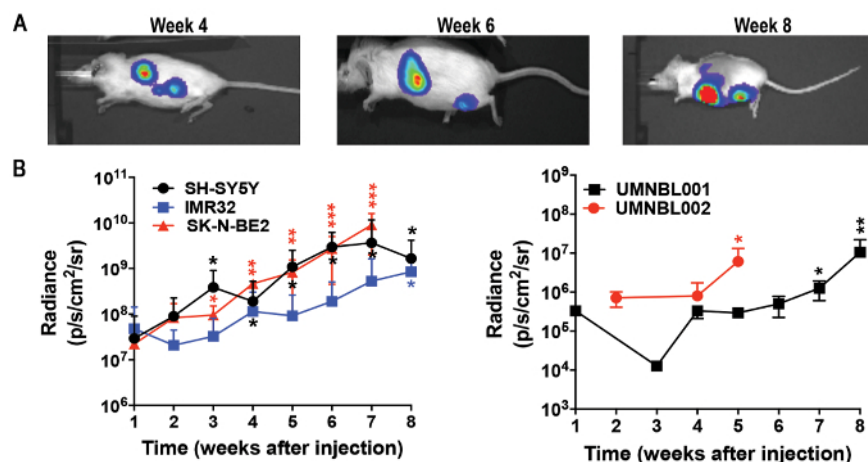 A
Week 4
Week 6
Week 8
B
SH-SY5Y
IMR32
SK-N-BE2
Radiance
(p/s/cm²/sr)
10¹¹
10¹⁰
10⁹
10⁸
10⁷
10⁶
* * ** * * ** * *** * *** * * *
1 2 3 4 5 6 7 8
Time (weeks after injection)
UMNBL001
UMNBL002
Radiance
(p/s/cm²/sr)
10⁹
10⁸
10⁷
10⁶
10⁵
10⁴
10³
* * **
1 2 3 4 5 6 7 8
Time (weeks after injection)